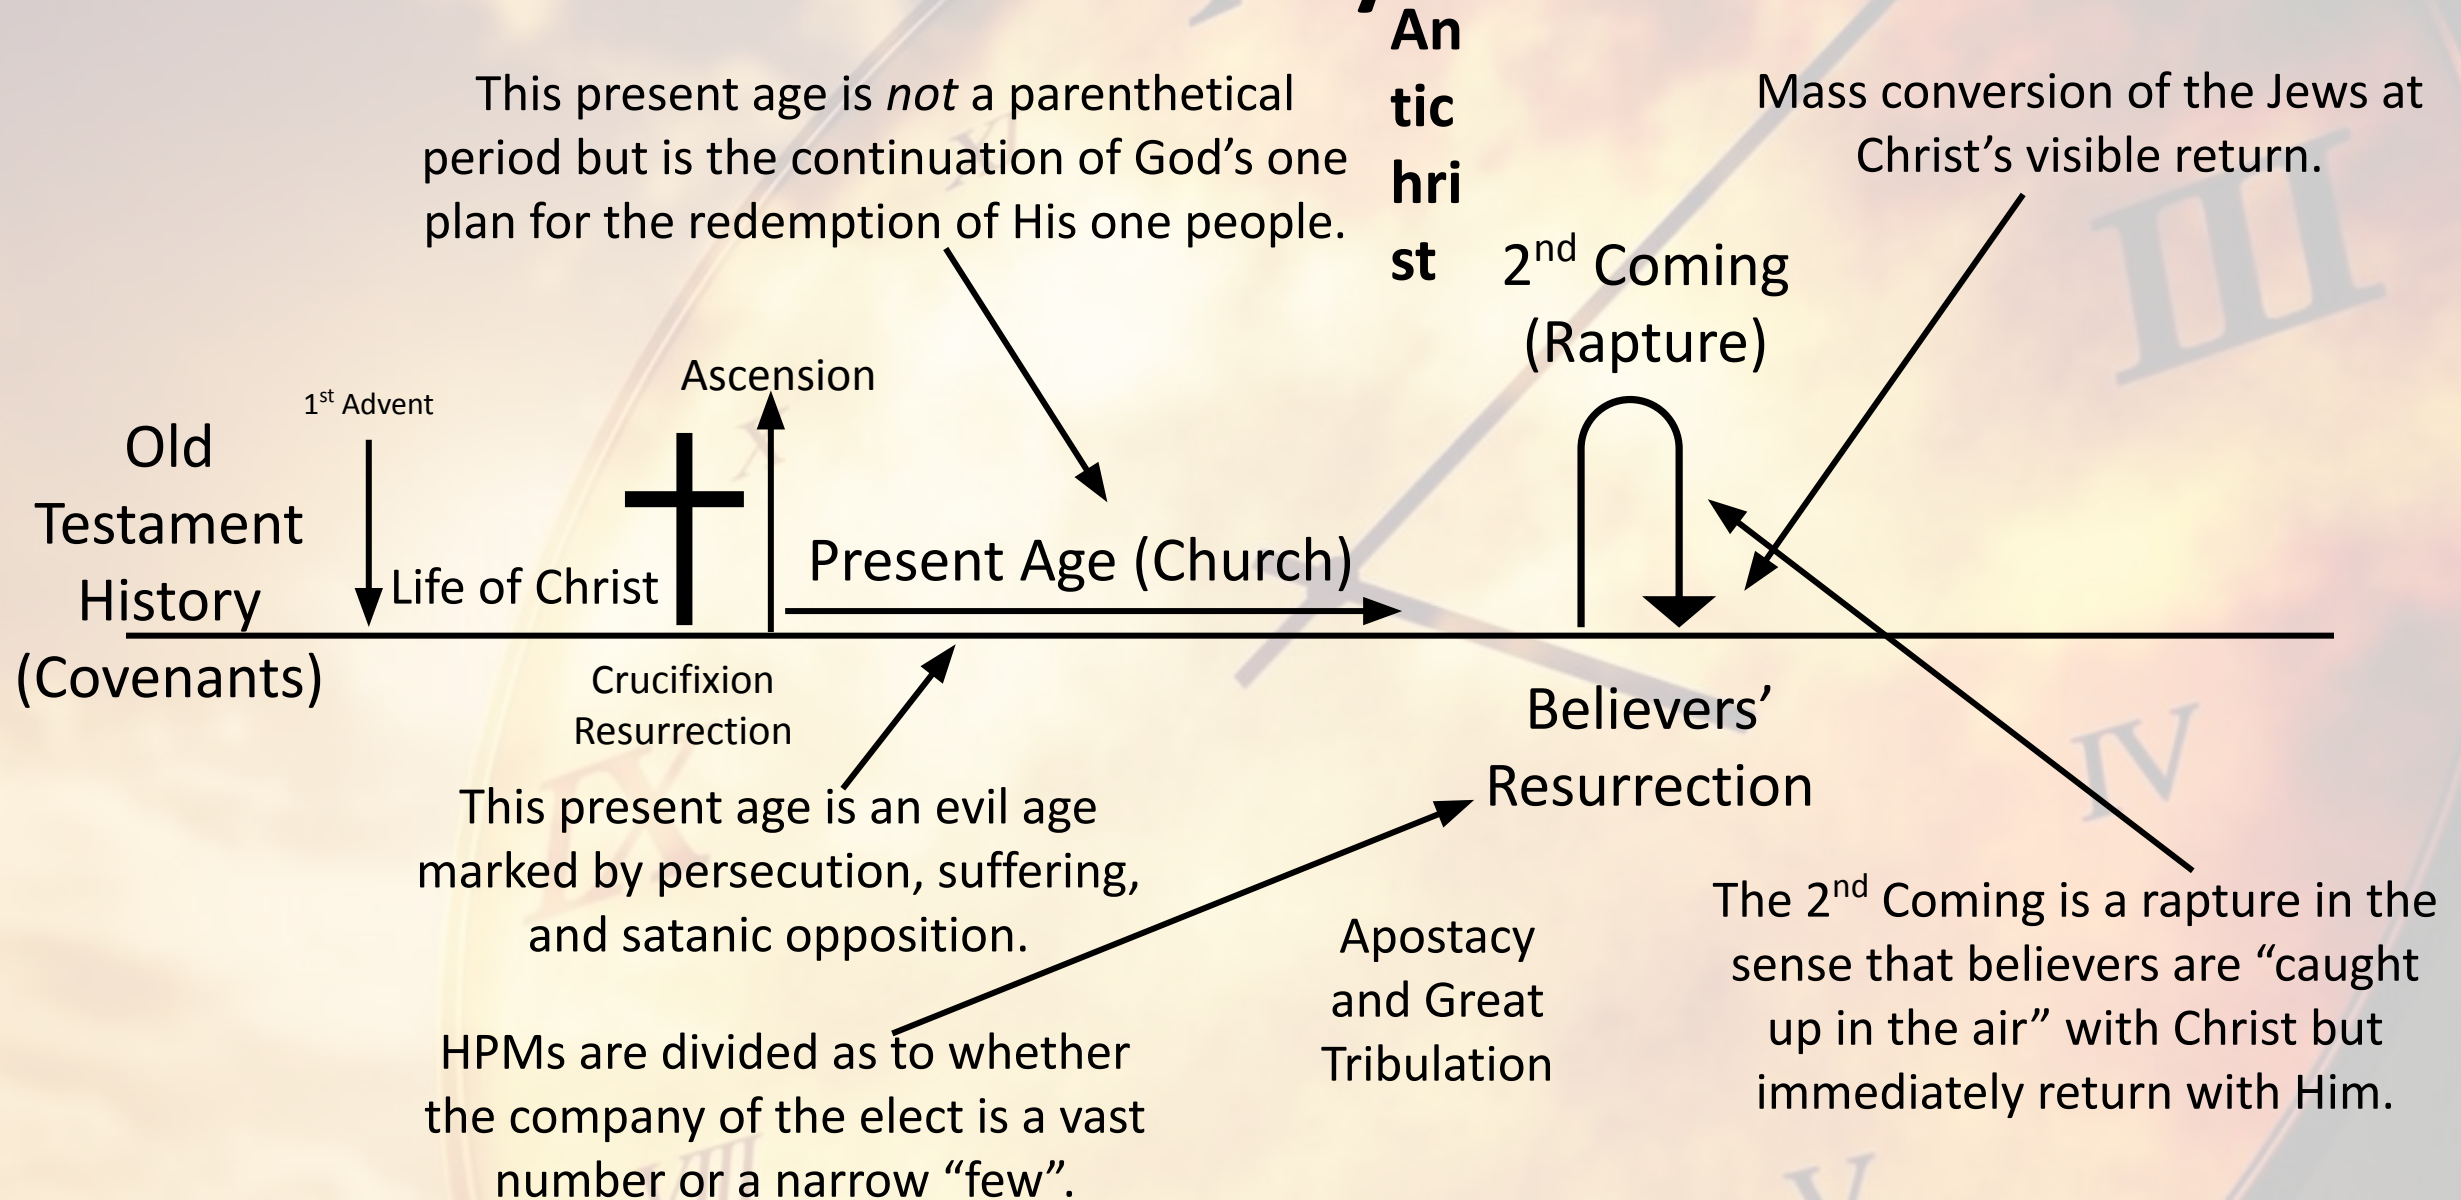 An
tic
hri
st
This present age is not a parenthetical
period but is the continuation of God’s one
plan for the redemption of His one people.
Mass conversion of the Jews at
Christ’s visible return.
2nd Coming
(Rapture)
Ascension
1st Advent
Old
Testament
History
(Covenants)
Life of Christ
Present Age (Church)
Crucifixion
Resurrection
Believers’
Resurrection
This present age is an evil age
marked by persecution, suffering,
and satanic opposition.
Apostacy
and Great
Tribulation
The 2nd Coming is a rapture in the
sense that believers are “caught
up in the air” with Christ but
immediately return with Him.
HPMs are divided as to whether
the company of the elect is a vast
number or a narrow “few”.
XI
X
IX
VIII
III
IV
V